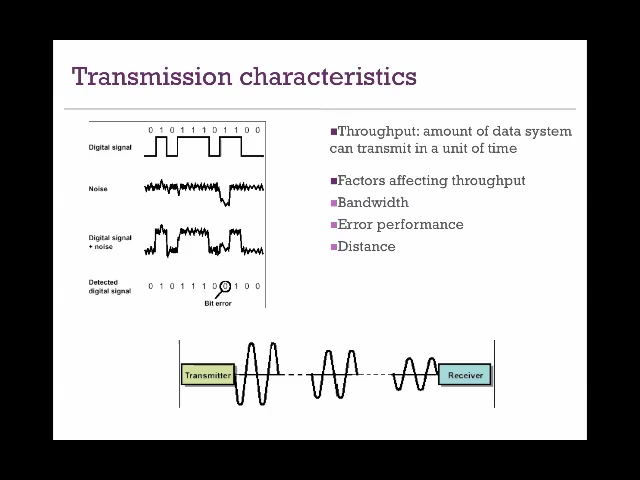 Transmission characteristics
0 1 0 1 1 1 0 1 1 0 0
Digital signal
Noise
Digital signal
+ noise
Detected
digital signal
0 1 0 1 1 1 0 0 1 0 0
Bit error
Throughput: amount of data system
can transmit in a unit of time
Factors affecting throughput
Bandwidth
Error performance
Distance
Transmitter
Receiver